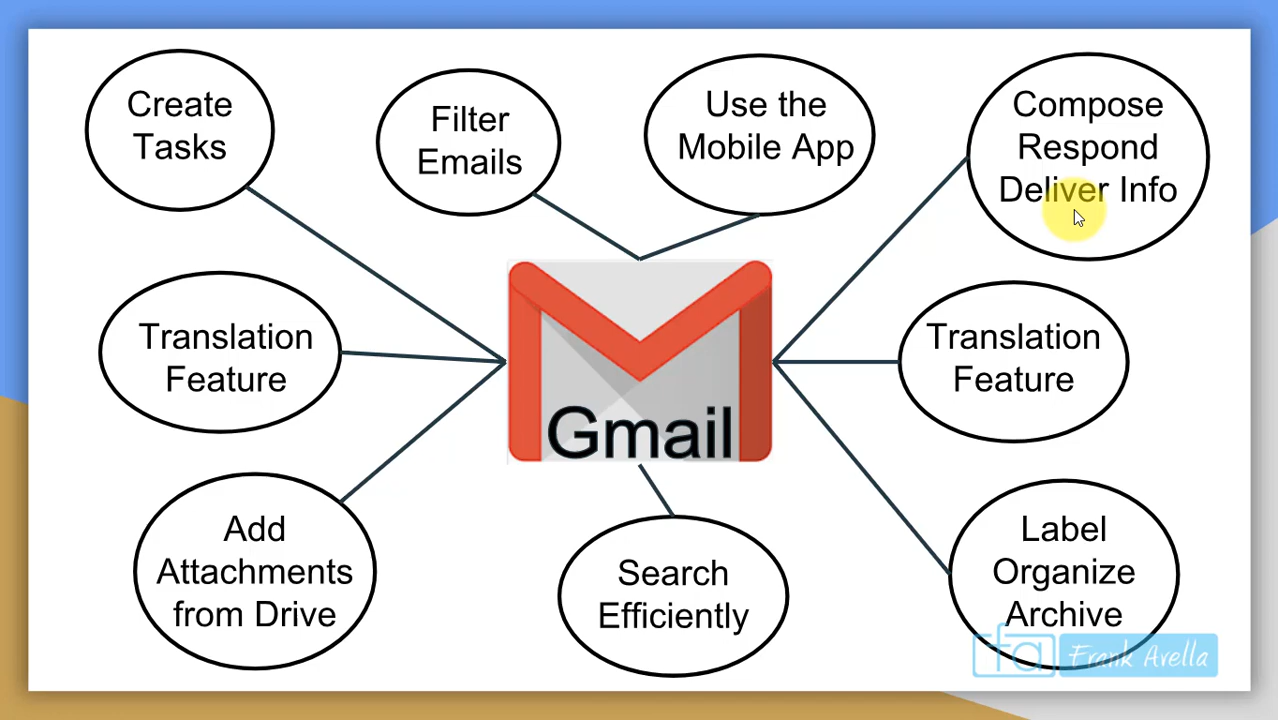 Create
Tasks
Filter
Emails
Use the
Mobile App
Compose
Respond
Deliver Info
Translation
Feature
Gmail
Translation
Feature
Add
Attachments
from Drive
Search
Efficiently
Label
Organize
Archive
fa Frank Avella